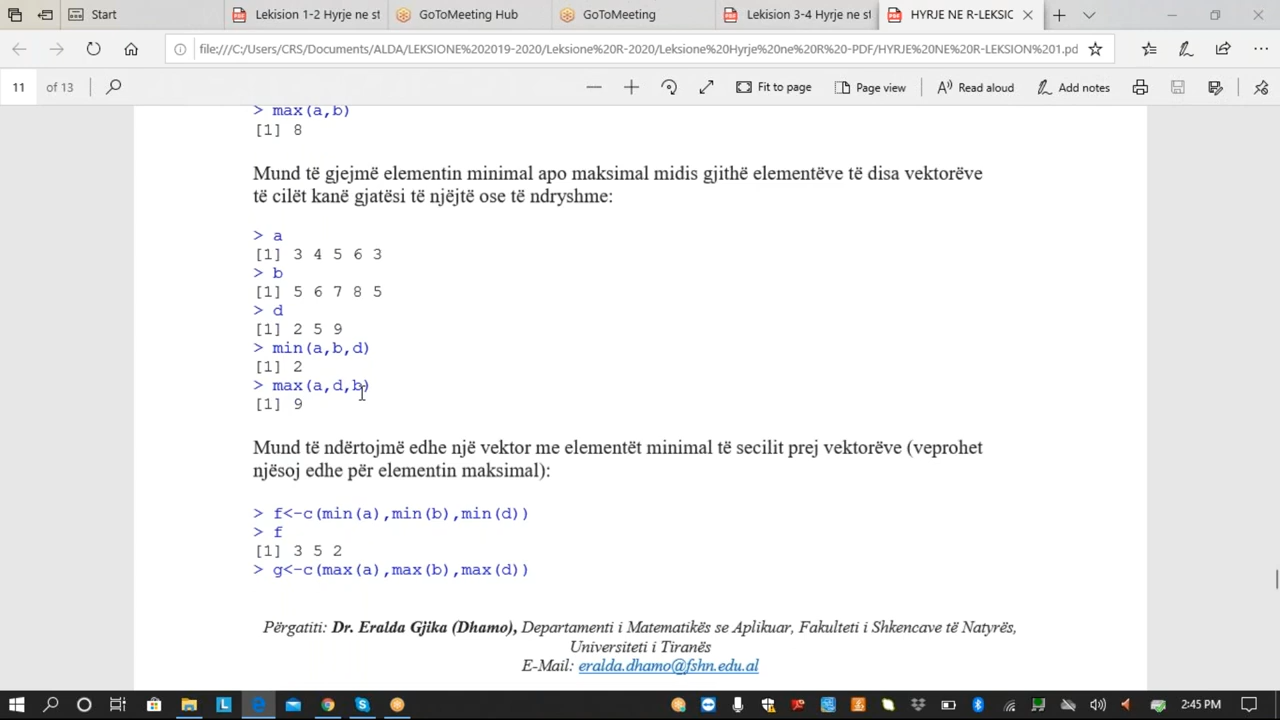 Start
Lekision 1-2 Hyrje ne st
GoToMeeting Hub
GoToMeeting
Lekision 3-4 Hyrje ne st
HYRJE NE R-LEKSIC
file:///C:/Users/CRS/Documents/ALDA/LEKSIONE%202019-2020/Leksione%20R-2020/Leksione%20Hyrje%20ne%20R%20-PDF/HYRJE%20NE%20R-LEKSION%201.pd
11 of 13
Fit to page
Page view
Read aloud
Add notes
> max(a,b)
[1] 8
Mund të gjejmë elementin minimal apo maksimal midis gjithë elementëve të disa vektorëve
të cilët kanë gjatësi të njëjtë ose të ndryshme:
> a
[1] 3 4 5 6 3
> b
[1] 5 6 7 8 5
> d
[1] 2 5 9
> min(a,b,d)
[1] 2
> max(a,d,b)
[1] 9
Mund të ndërtojmë edhe një vektor me elementët minimal të secilit prej vektorëve (veprohet
njësoj edhe për elementin maksimal):
> f<-c(min(a),min(b),min(d))
> f
[1] 3 5 2
> g<-c(max(a),max(b),max(d))
Përgatiti: Dr. Eralda Gjika (Dhamo), Departamenti i Matematikës se Aplikuar, Fakulteti i Shkencave të Natyrës,
Universiteti i Tiranës
E-Mail: eralda.dhamo@fshn.edu.al
2:45 PM